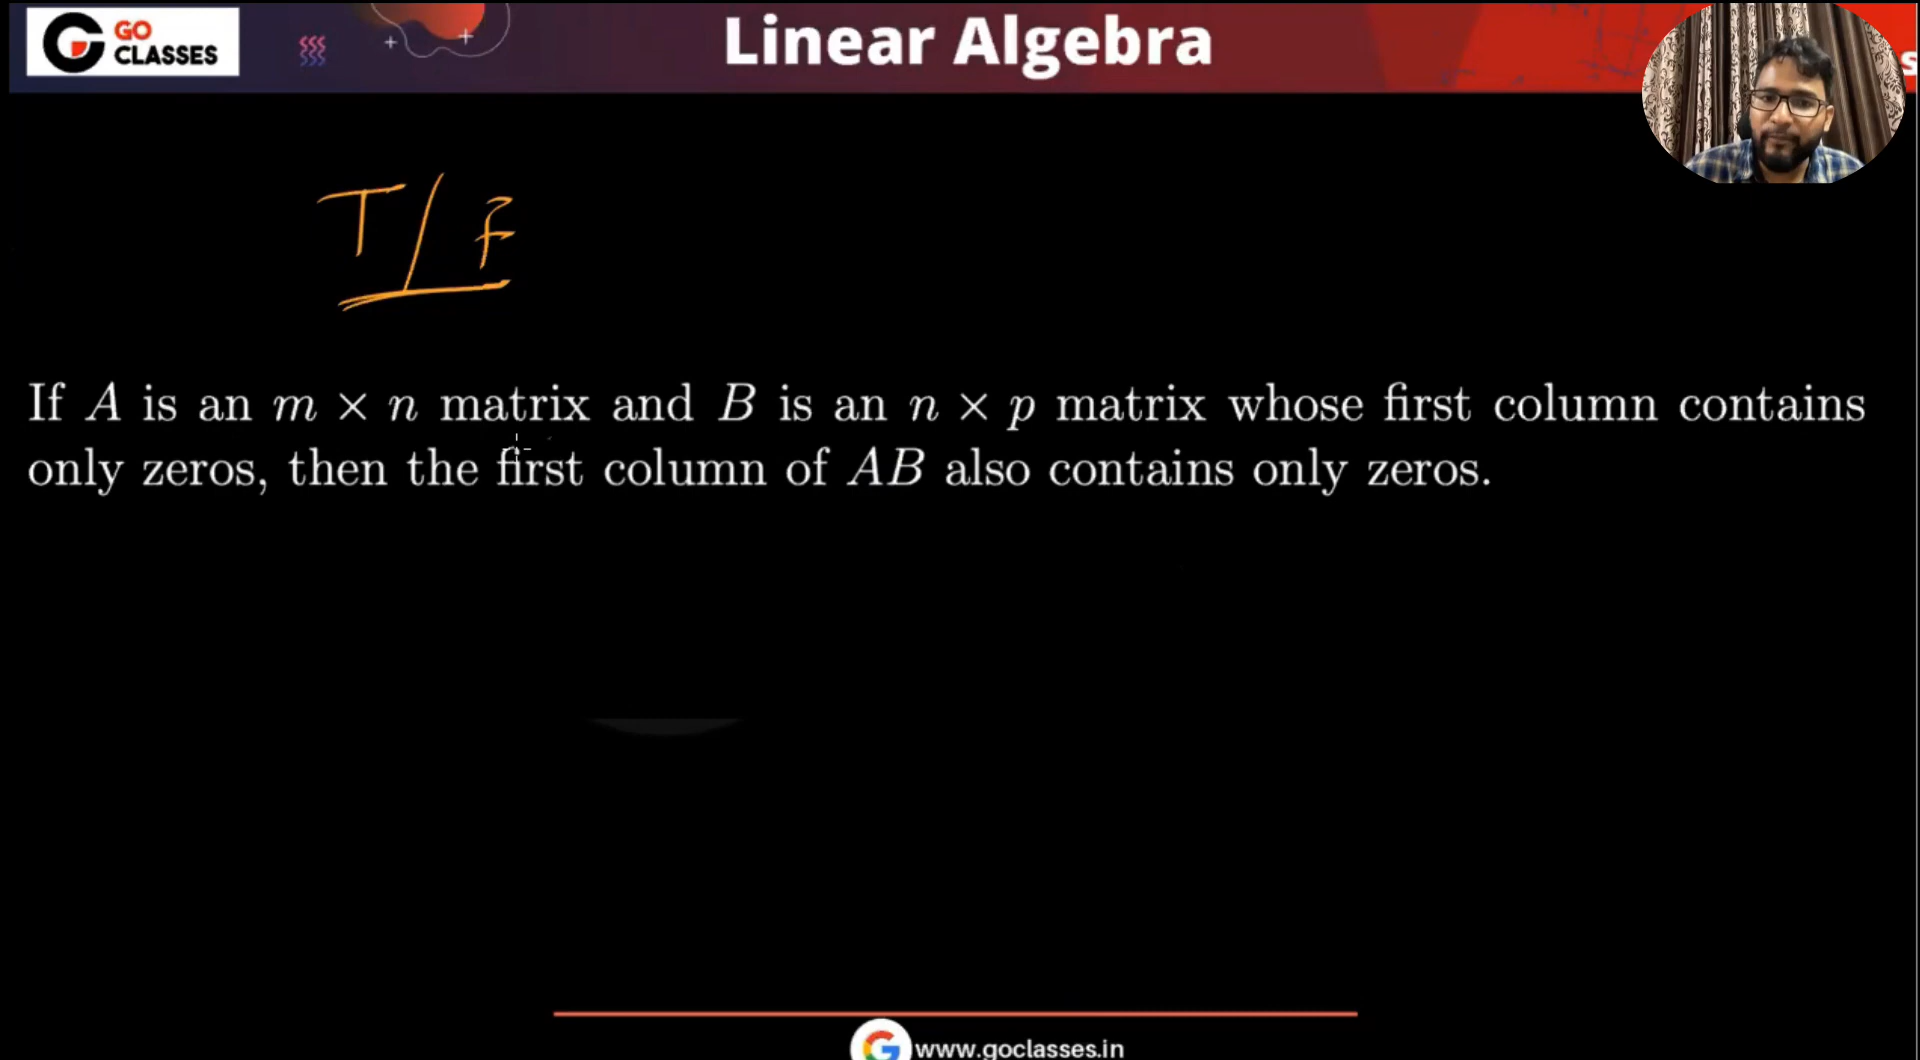 GO
CLASSES
Linear Algebra
s
T/F
If A is an m × n matrix and B is an n × p matrix whose first column contains
only zeros, then the first column of AB also contains only zeros.
www.goclasses.in